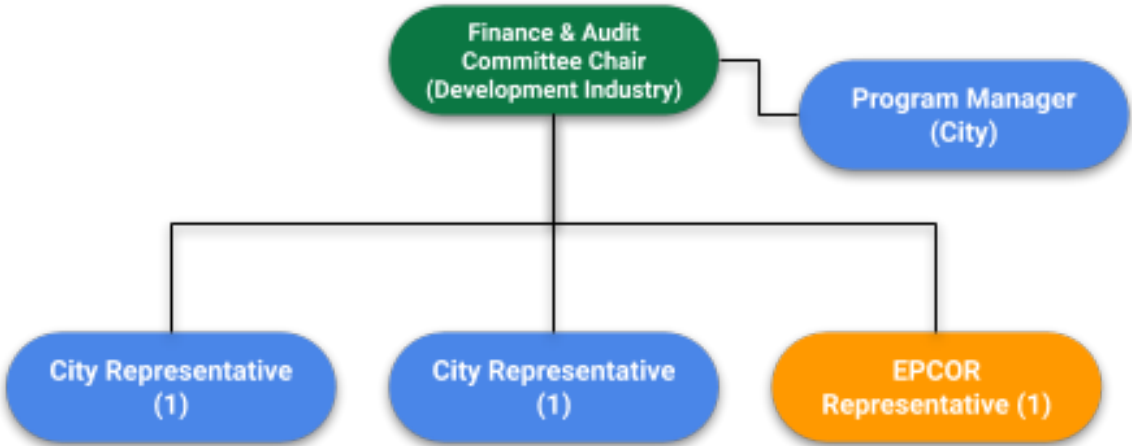 Finance & Audit
Committee Chair
(Development Industry)
Program Manager
(City)
City Representative
(1)
City Representative
(1)
EPCOR
Representative (1)